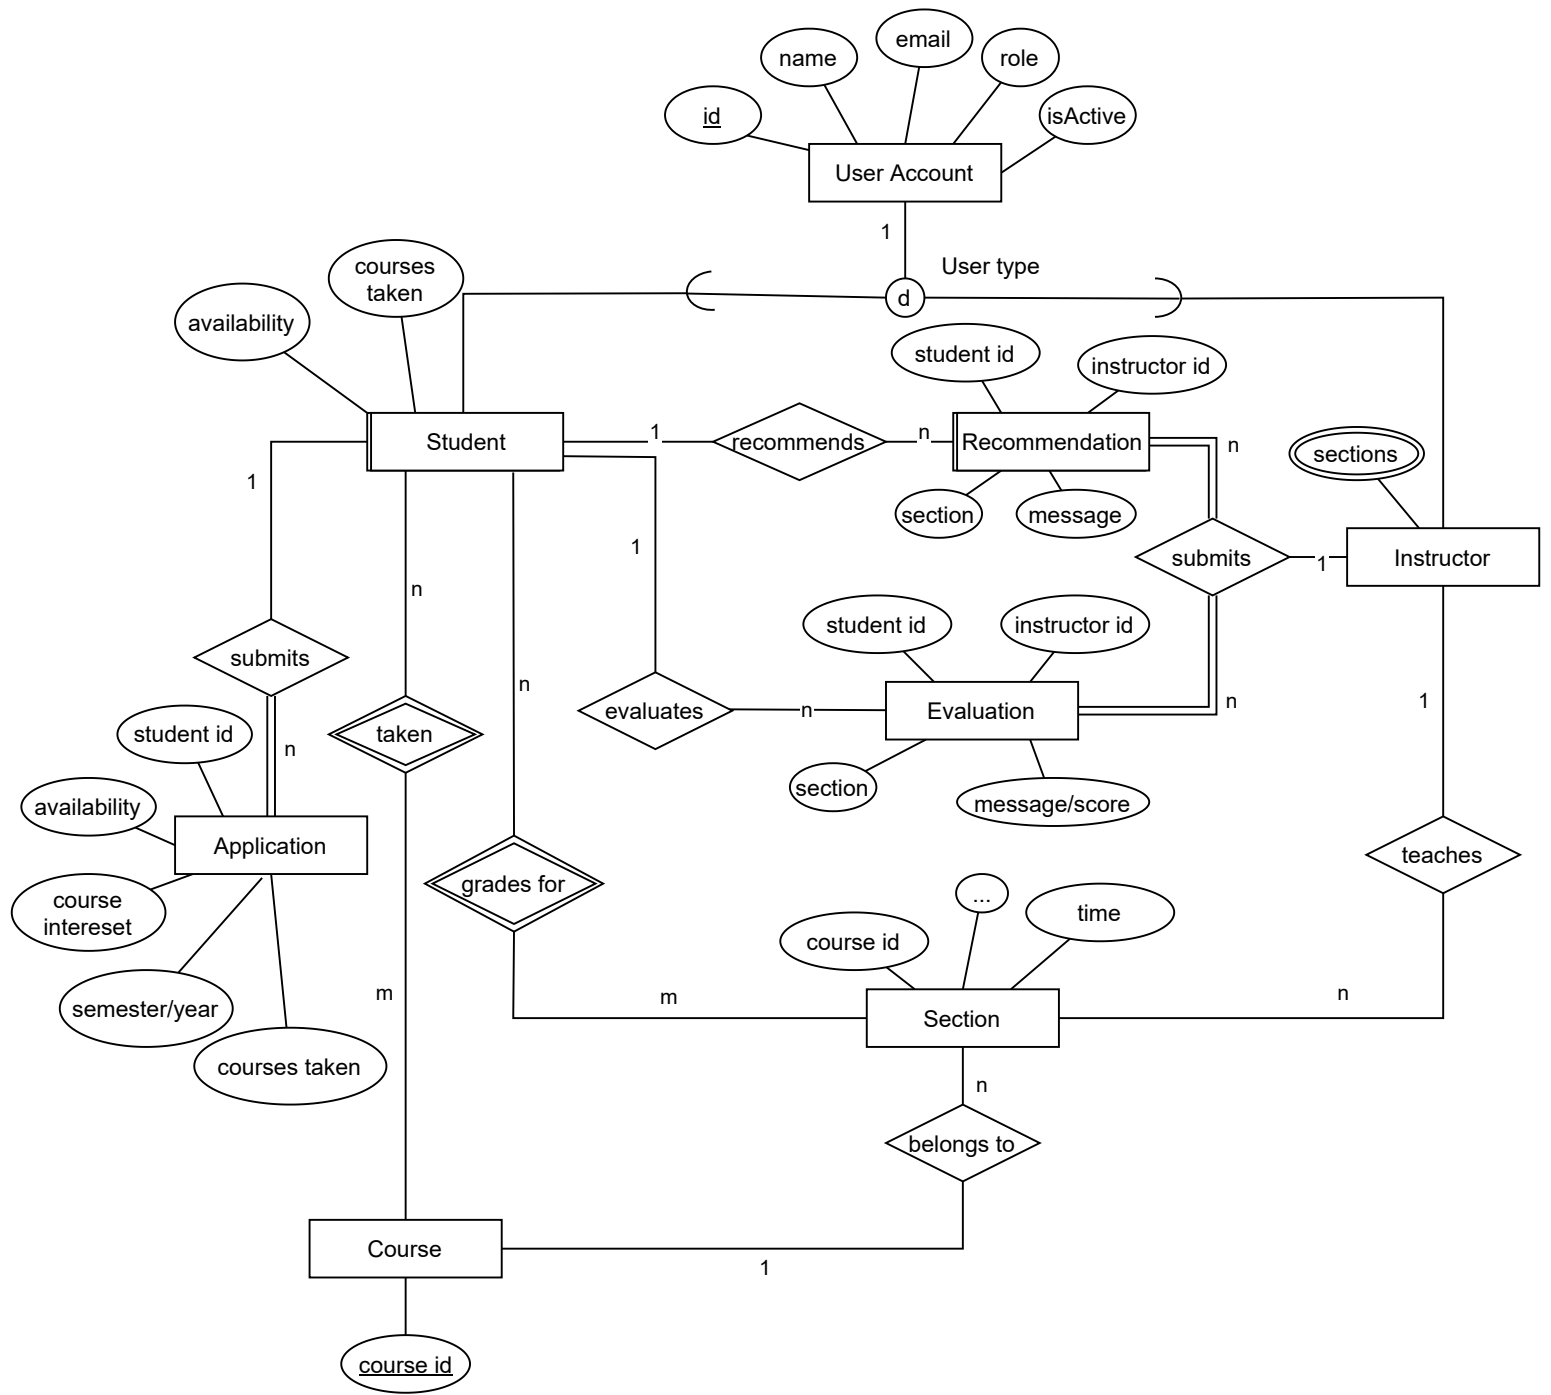 email
name
role
id
isActive
User Account
1
User type
courses
taken
d
availability
student id
instructor id
Student
1
recommends
n
Recommendation
n
sections
1
section
message
1
submits
1
Instructor
n
student id
instructor id
submits
n
evaluates
n
Evaluation
n
1
student id
n
taken
section
message/score
availability
Application
teaches
grades for
...
course
intereset
course id
time
m
m
n
semester/year
Section
courses taken
n
belongs to
Course
1
course id